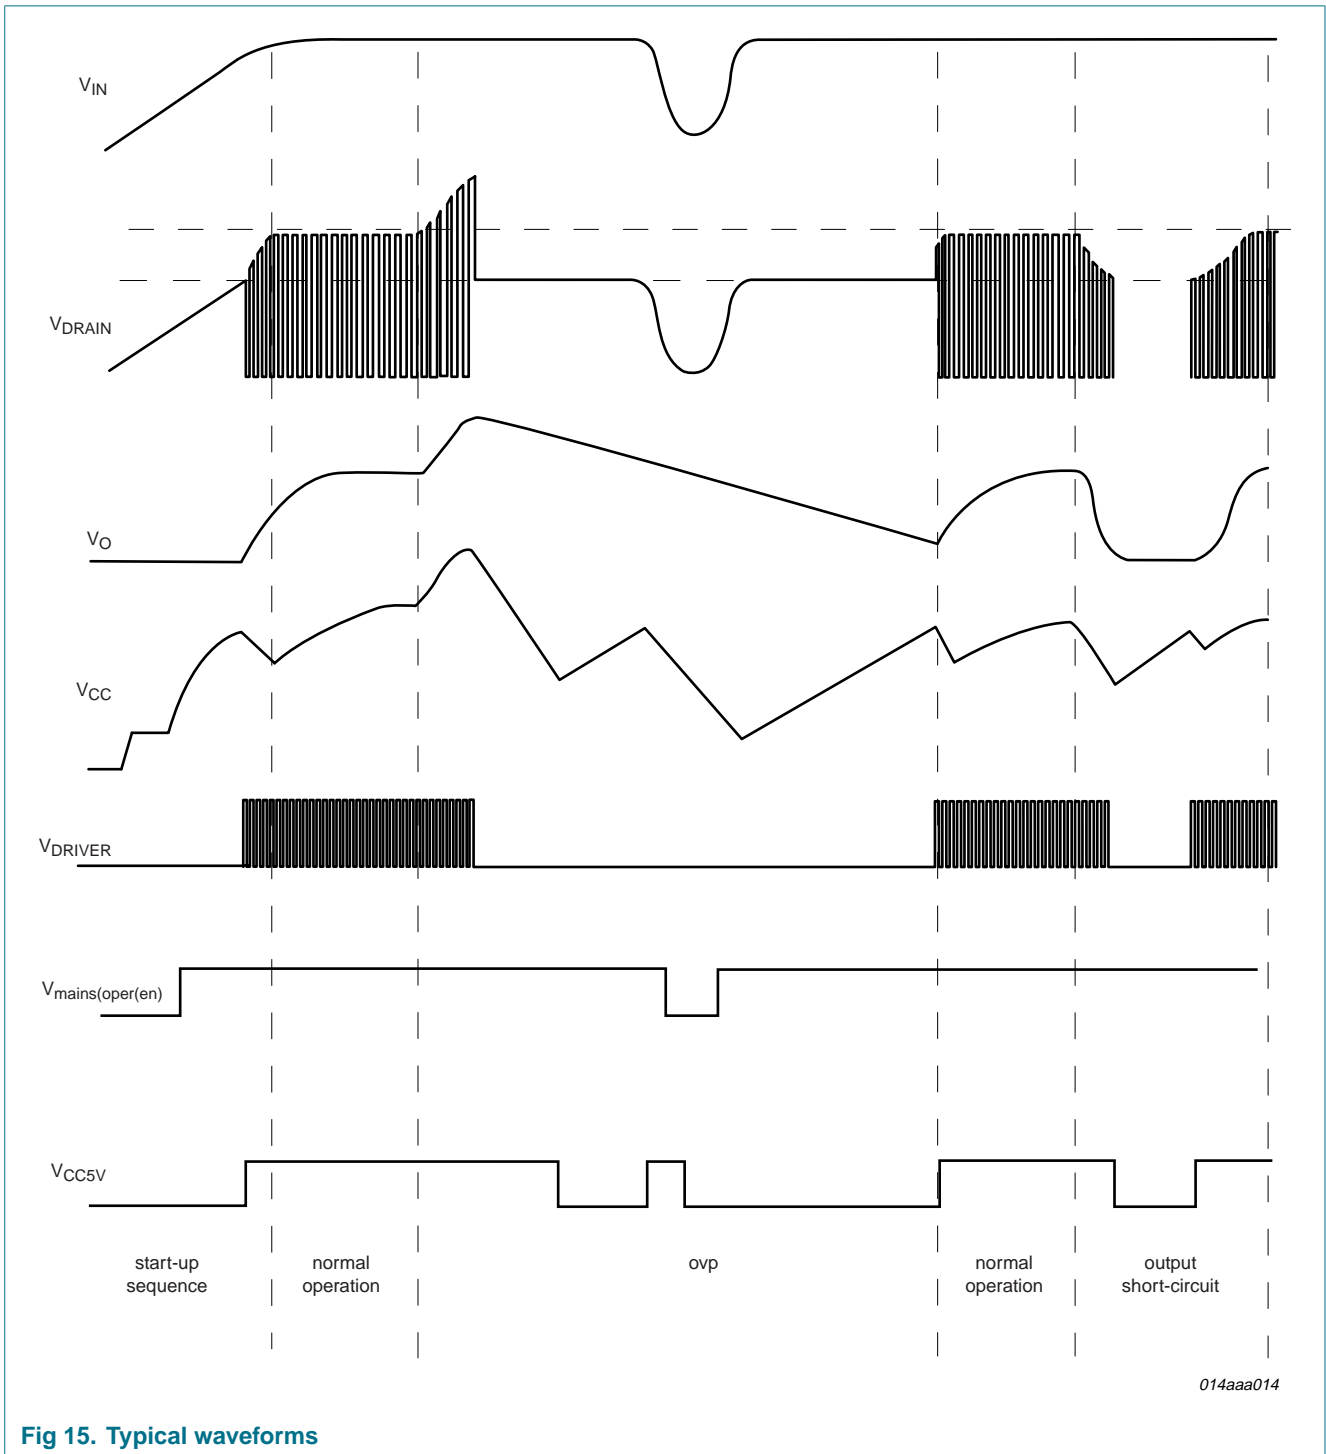 VIN
VDRAIN
VO
VCC
VDRIVER
Vmains(oper(en)
VCC5V
start-up
sequence
normal
operation
ovp
normal
operation
output
short-circuit
014aaa014
Fig 15. Typical waveforms